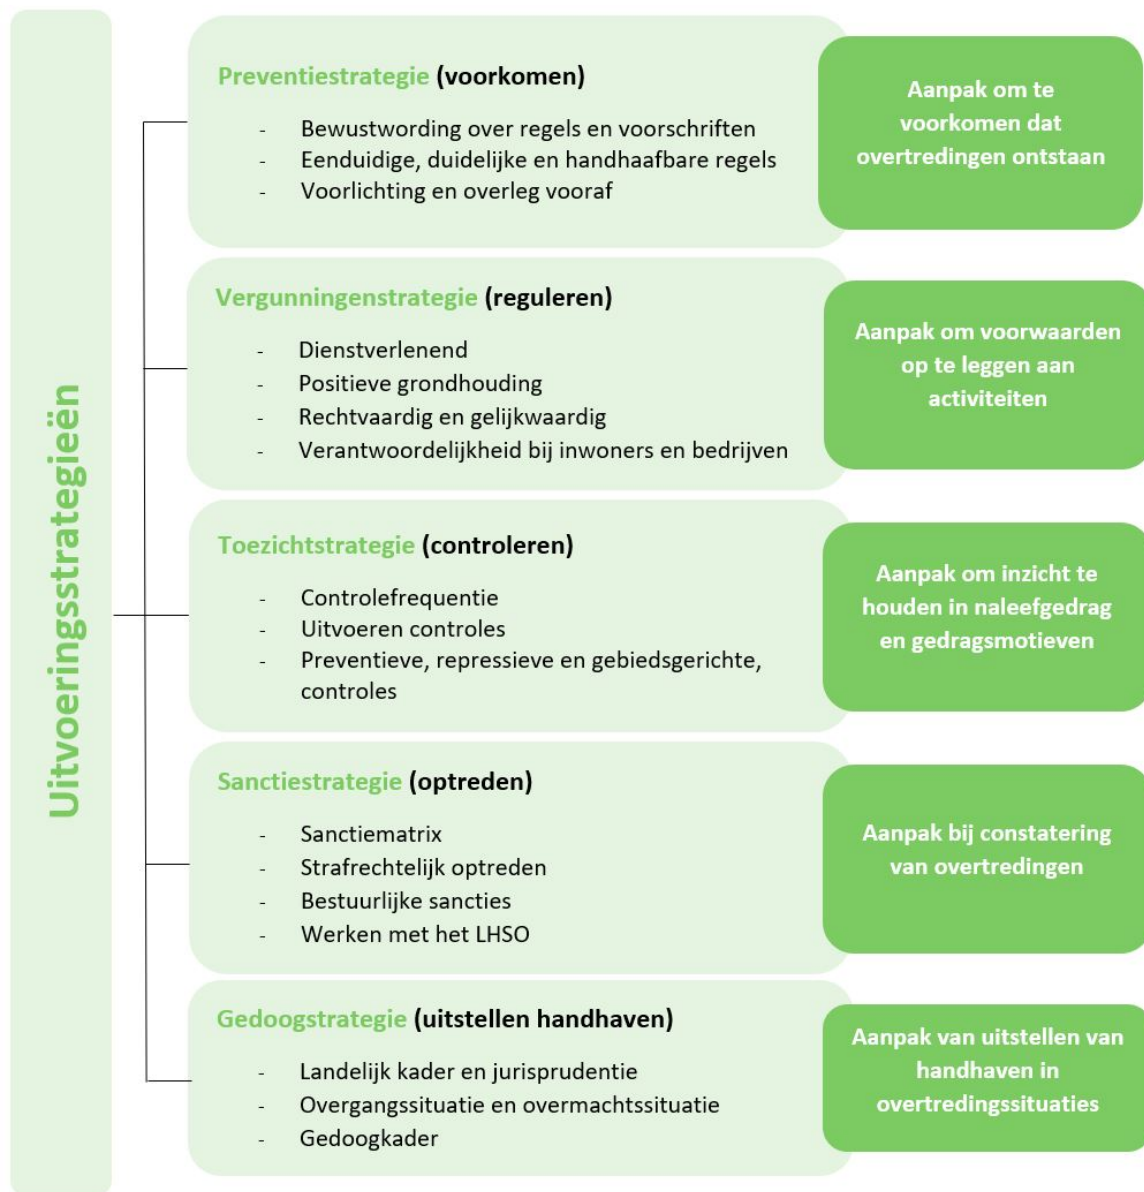 Uitvoeringsstrategieën
Preventiestrategie (voorkomen)
- Bewustwording over regels en voorschriften
- Eenduidige, duidelijke en handhaafbare regels
- Voorlichting en overleg vooraf
Aanpak om te
voorkomen dat
overtredingen ontstaan
Vergunningenstrategie (reguleren)
- Dienstverlenend
- Positieve grondhouding
- Rechtvaardig en gelijkwaardig
- Verantwoordelijkheid bij inwoners en bedrijven
Aanpak om voorwaarden
op te leggen aan
activiteiten
Toezichtstrategie (controleren)
- Controlefrequentie
- Uitvoeren controles
- Preventieve, repressieve en gebiedsgerichte,
controles
Aanpak om inzicht te
houden in naleefgedrag
en gedragsmotieven
Sanctiestrategie (optreden)
- Sanctiematrix
- Strafrechtelijk optreden
- Bestuurlijke sancties
- Werken met het LHSO
Aanpak bij constatering
van overtredingen
Gedoogstrategie (uitstellen handhaven)
- Landelijk kader en jurisprudentie
- Overgangssituatie en overmachtssituatie
- Gedoogkader
Aanpak van uitstellen van
handhaven in
overtredingssituaties